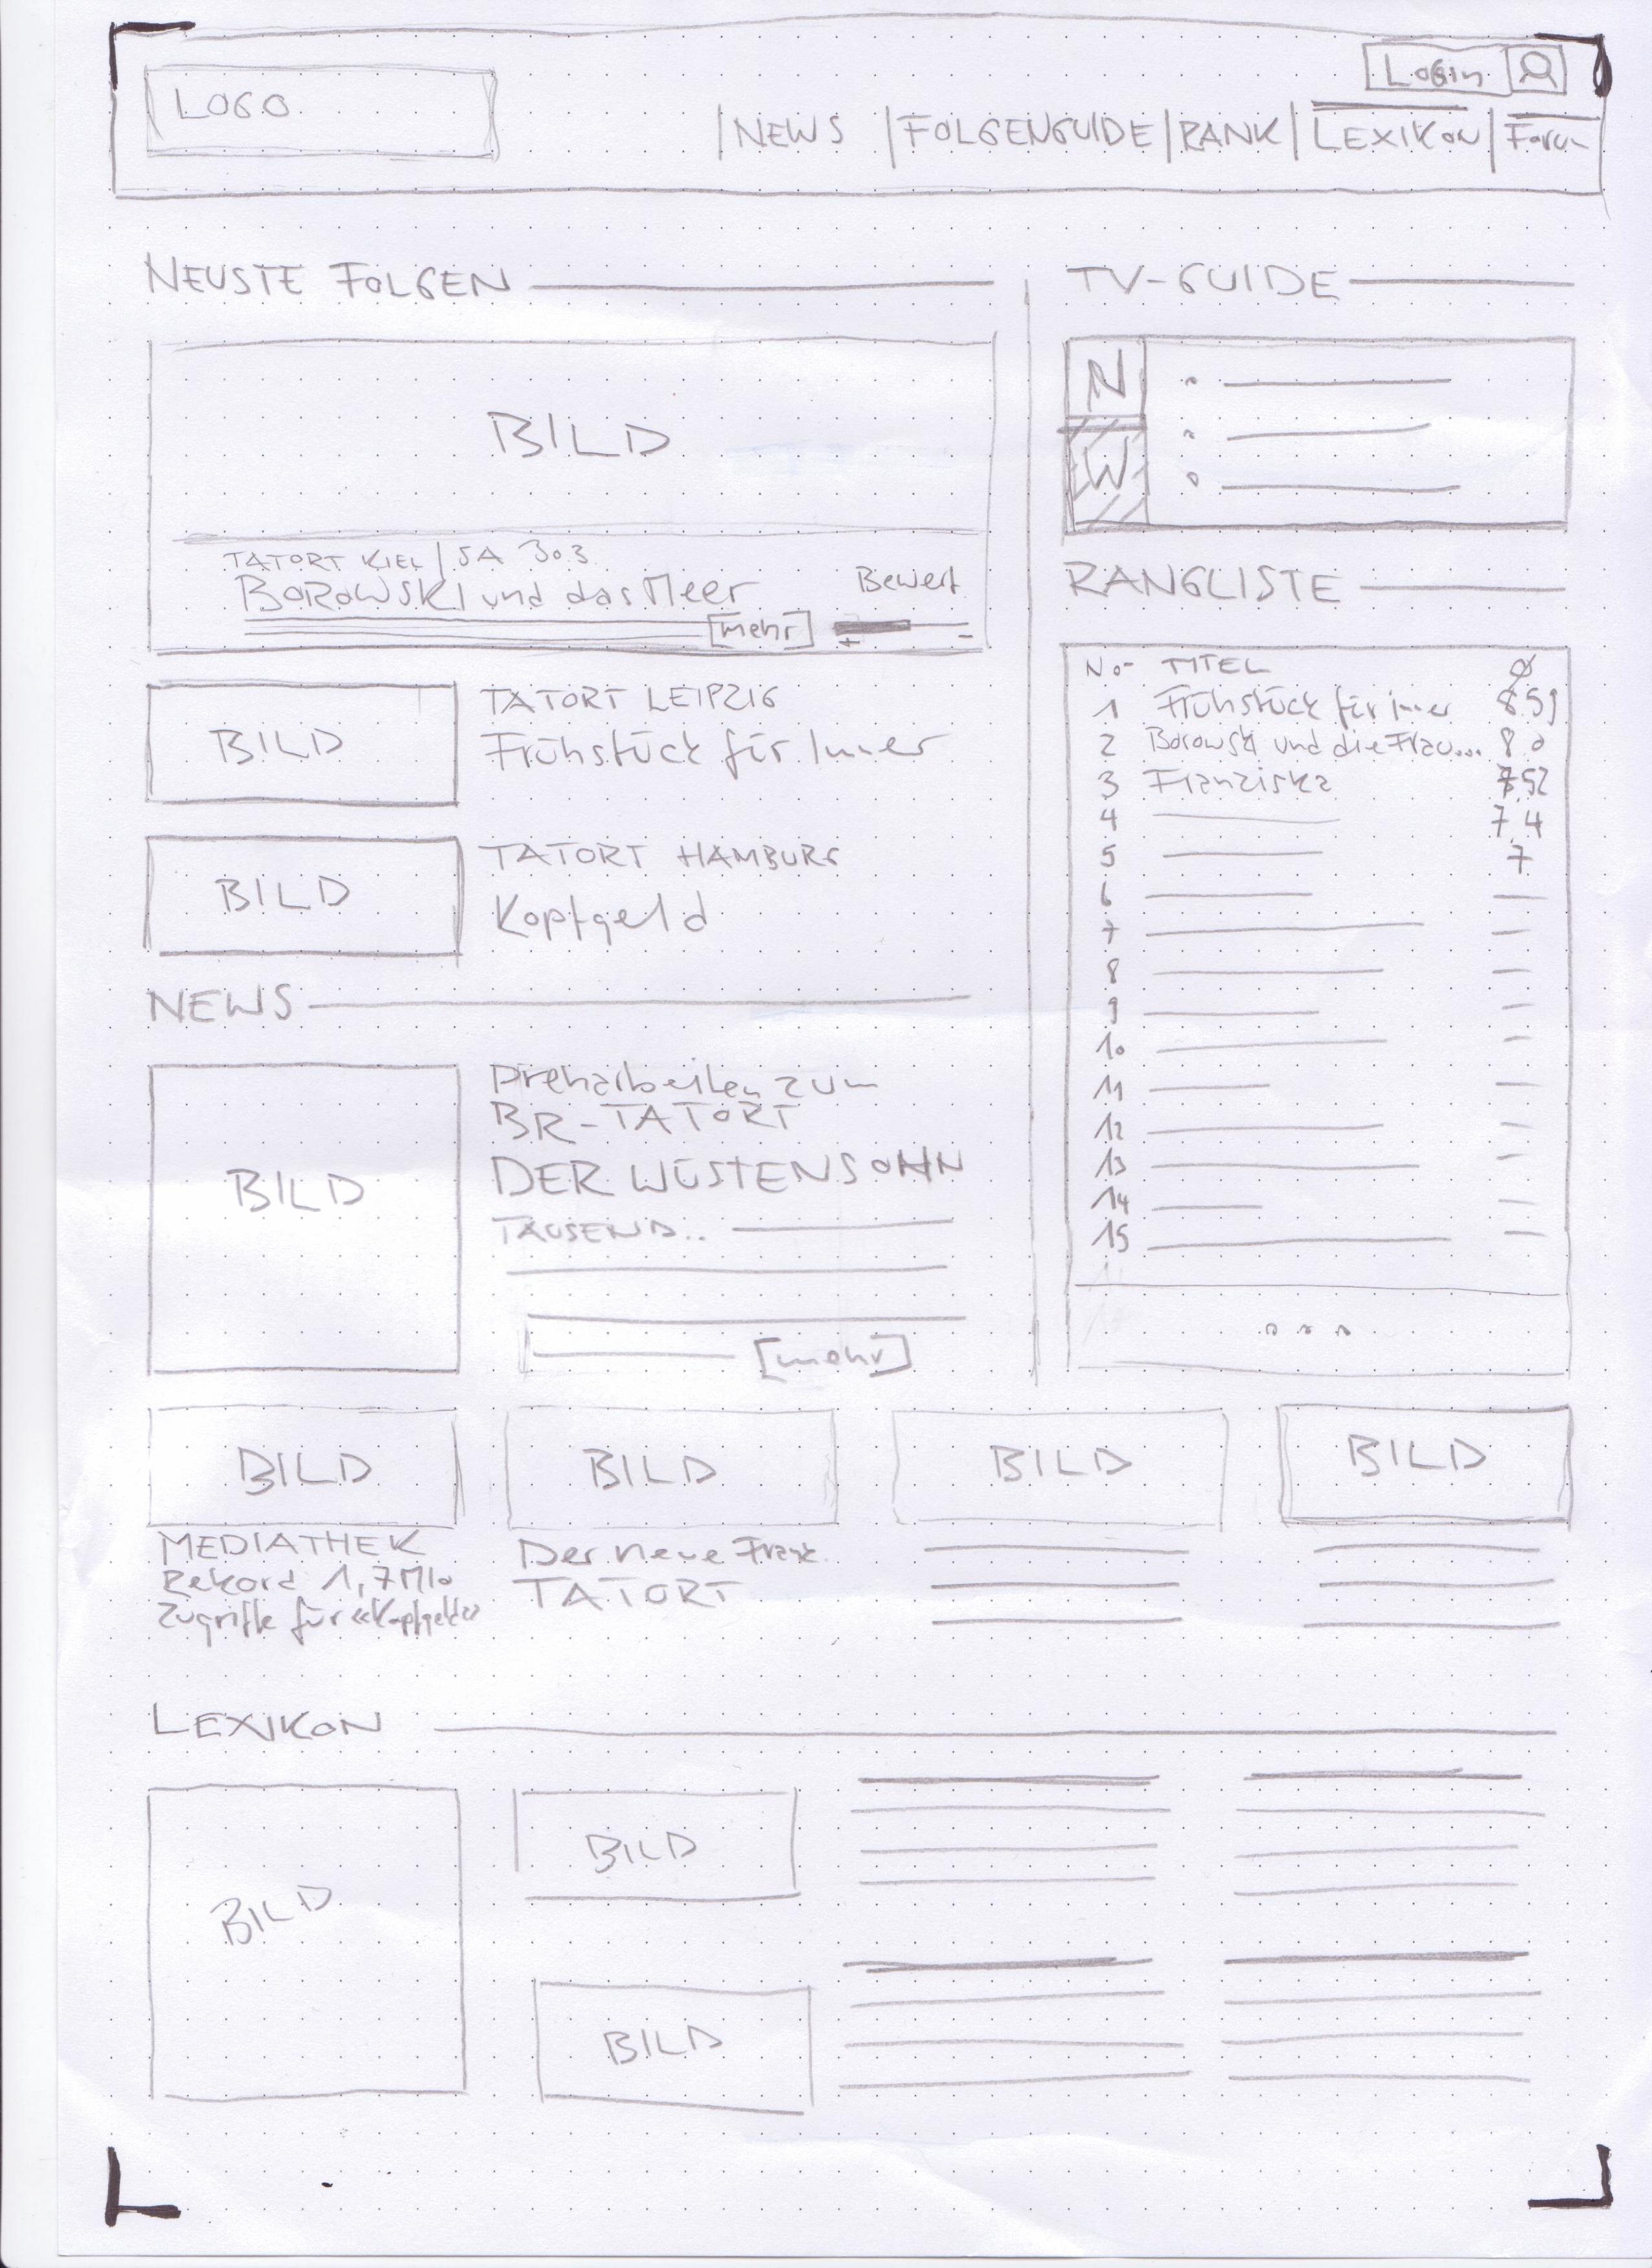 LOGO
Login
|NEWS |FOLGENGUIDE|RANK|LEXIKON|Forum
NEUSTE FOLGEN
BILD
TATORT KIEL / SA 30.3
BOROWSKI und das Meer
Bewert
[mehr]
+ -
BILD
TATORT LEIPZIG
Frühstück für immer
BILD
TATORT HAMBURG
Kopfgeld
TV-GUIDE
N
W
RANGLISTE
No- TITEL Ø
1 Frühstück für immer 8.59
2 Borowski und die Frau... 8.0
3 Franziska 7.52
4 7.4
5 7
6
7
8
9
10
11
12
13
14
15
...
NEWS
BILD
Dreharbeiten zum
BR-TATORT
DER WÜSTENSOHN
TAUSEND..
[mehr]
BILD
MEDIATHEK
Rekord 1,7 Mio
Zugriffe für «Kopfgeld»
BILD
Der neue
TATORT
BILD
BILD
LEXIKON
BILD
BILD
BILD